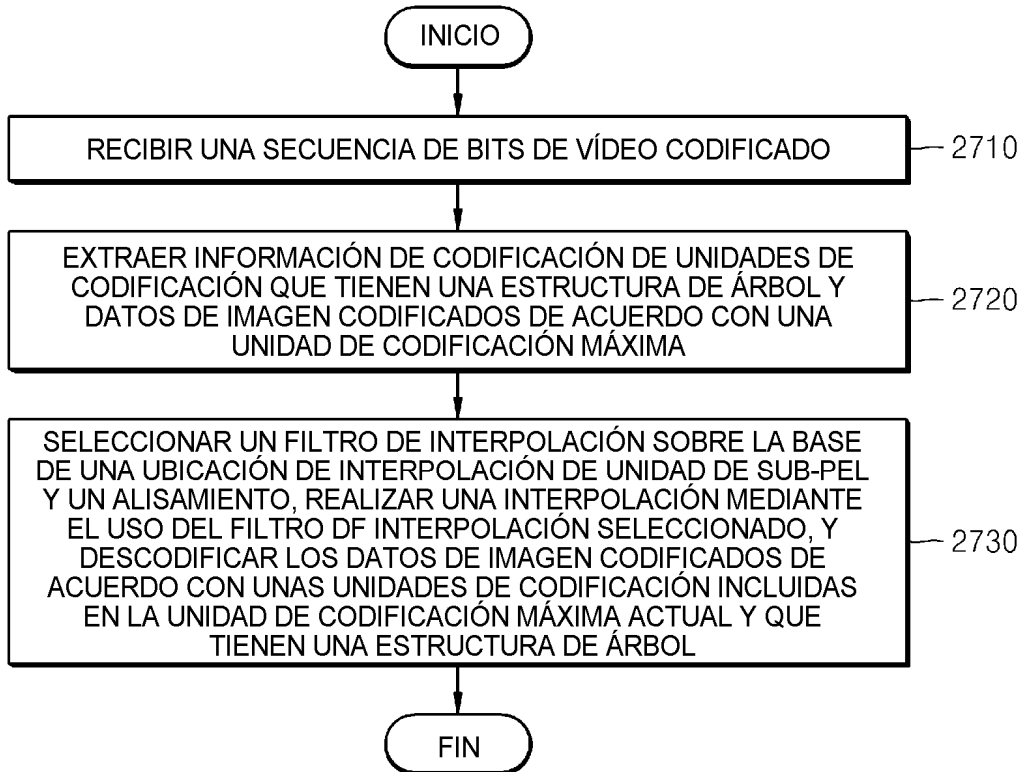 INICIO
RECIBIR UNA SECUENCIA DE BITS DE VÍDEO CODIFICADO
2710
EXTRAER INFORMACIÓN DE CODIFICACIÓN DE UNIDADES DE
CODIFICACIÓN QUE TIENEN UNA ESTRUCTURA DE ÁRBOL Y
DATOS DE IMAGEN CODIFICADOS DE ACUERDO CON UNA
UNIDAD DE CODIFICACIÓN MÁXIMA
2720
SELECCIONAR UN FILTRO DE INTERPOLACIÓN SOBRE LA BASE
DE UNA UBICACIÓN DE INTERPOLACIÓN DE UNIDAD DE SUB-PEL
Y UN ALISAMIENTO, REALIZAR UNA INTERPOLACIÓN MEDIANTE
EL USO DEL FILTRO DF INTERPOLACIÓN SELECCIONADO, Y
DESCODIFICAR LOS DATOS DE IMAGEN CODIFICADOS DE
ACUERDO CON UNAS UNIDADES DE CODIFICACIÓN INCLUIDAS
EN LA UNIDAD DE CODIFICACIÓN MÁXIMA ACTUAL Y QUE
TIENEN UNA ESTRUCTURA DE ÁRBOL
2730
FIN